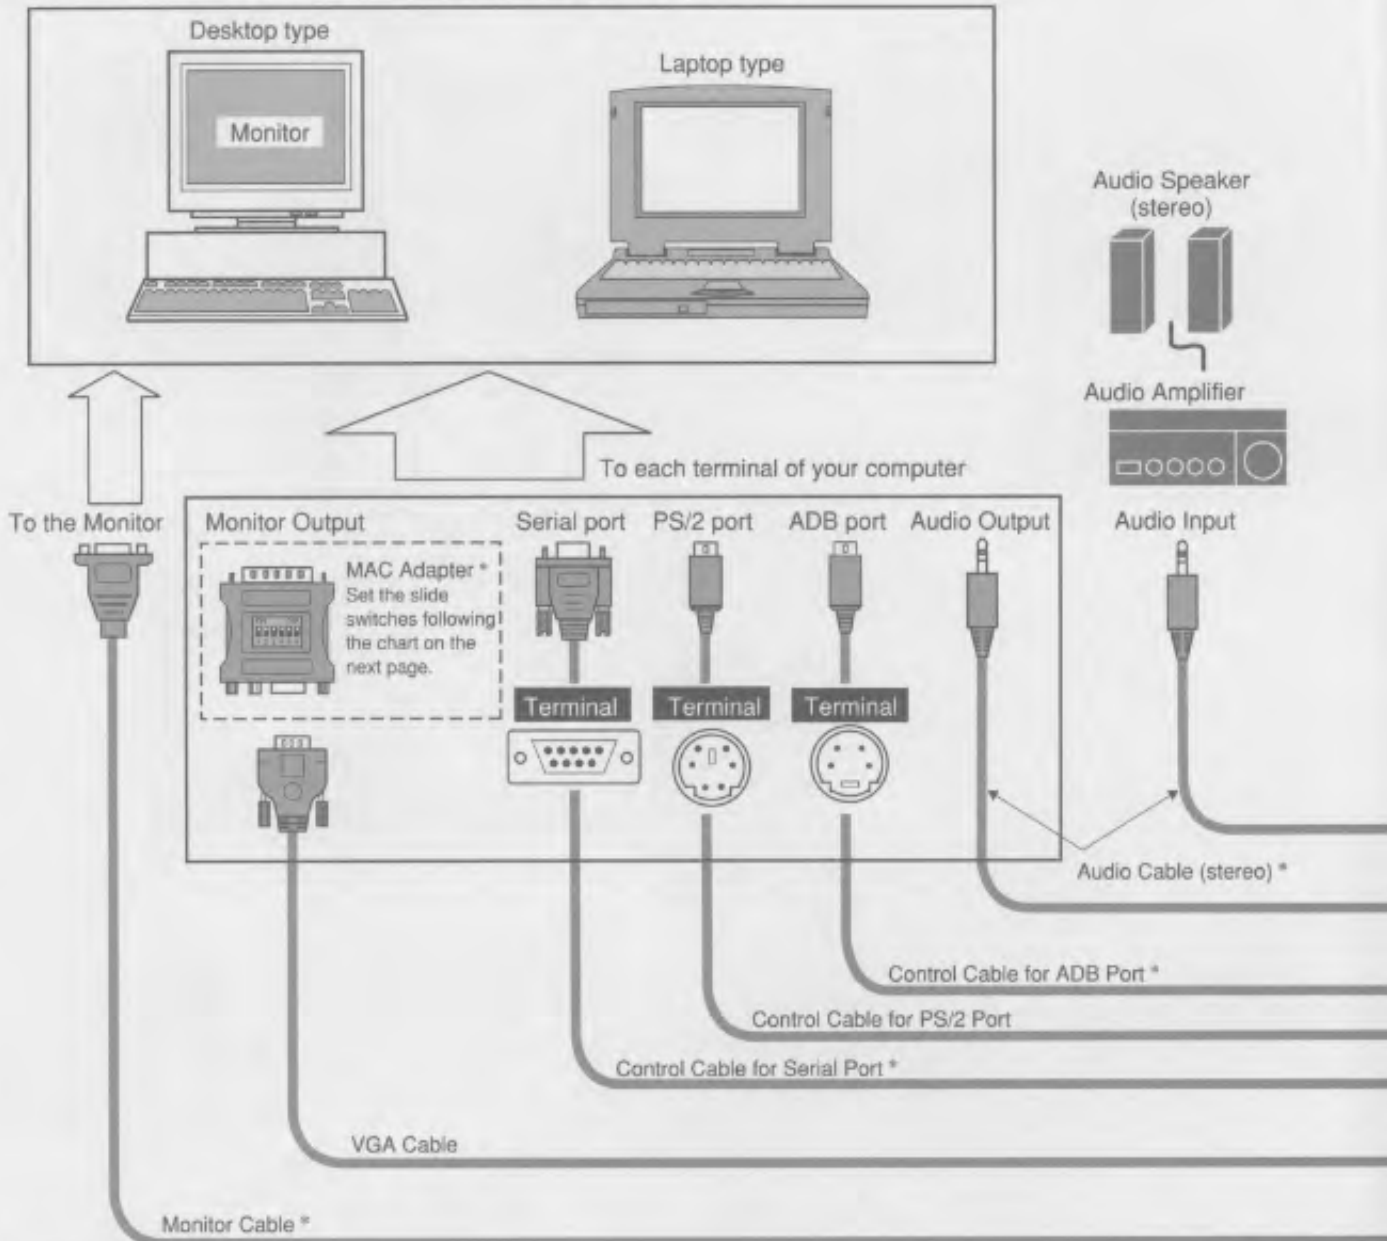 Desktop type
Monitor
Laptop type
Audio Speaker
(stereo)
Audio Amplifier
To each terminal of your computer
To the Monitor
Monitor Output
Serial port
PS/2 port
ADB port
Audio Output
Audio Input
MAC Adapter *
Set the slide
switches following
the chart on the
next page.
Terminal
Terminal
Terminal
Audio Cable (stereo) *
Control Cable for ADB Port *
Control Cable for PS/2 Port
Control Cable for Serial Port *
VGA Cable
Monitor Cable *